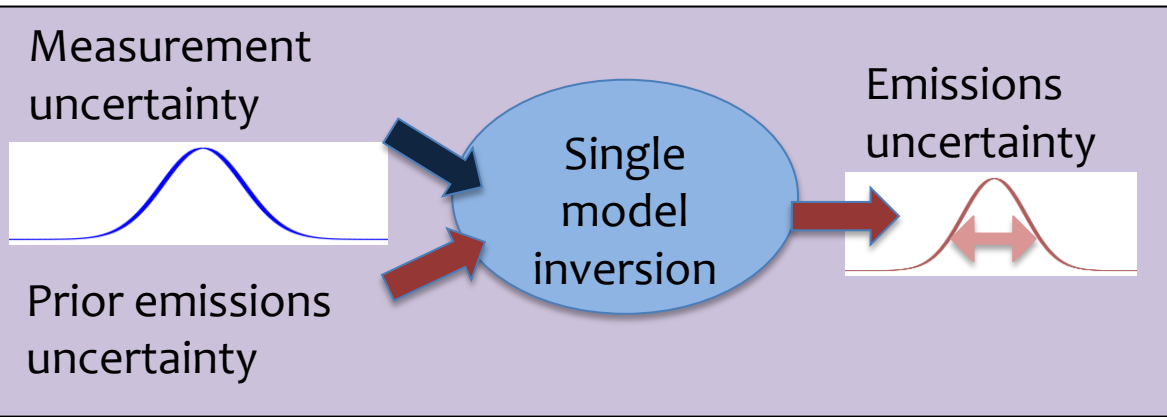 Measurement
uncertainty
Prior emissions
uncertainty
Single
model
inversion
Emissions
uncertainty